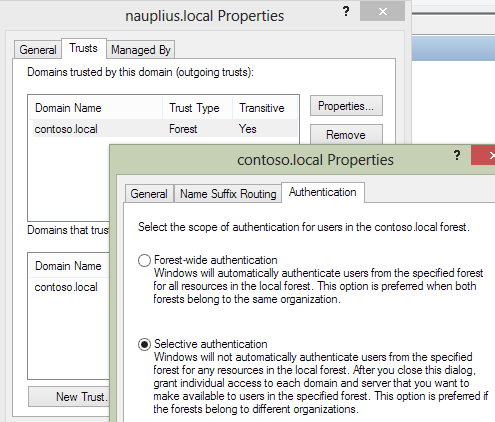 nauplius.local Properties
?
General Trusts Managed By
Domains trusted by this domain (outgoing trusts):
Domain Name Trust Type Transitive
contoso.local Forest Yes
Properties...
Remove
Domains that
Domain Name
contoso.local
New Trust.
contoso.local Properties
?
General Name Suffix Routing Authentication
Select the scope of authentication for users in the contoso.local forest.
Forest-wide authentication
Windows will automatically authenticate users from the specified forest
for all resources in the local forest. This option is preferred when both
forests belong to the same organization.
Selective authentication
Windows will not automatically authenticate users from the specified
forest for any resources in the local forest. After you close this dialog,
grant individual access to each domain and server that you want to
make available to users in the specified forest. This option is preferred if
the forests belong to different organizations.